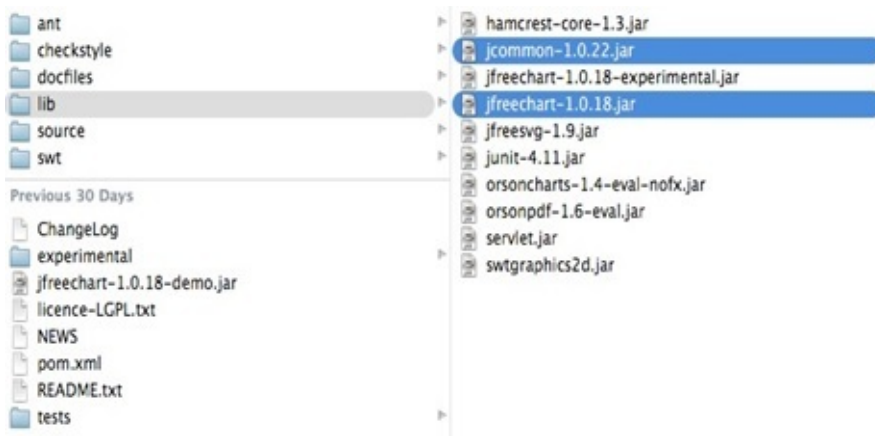 ant
checkstyle
docfiles
lib
source
swt
Previous 30 Days
ChangeLog
experimental
jfreechart-1.0.18-demo.jar
licence-LGPL.txt
NEWS
pom.xml
README.txt
tests
hamcrest-core-1.3.jar
jcommon-1.0.22.jar
jfreechart-1.0.18-experimental.jar
jfreechart-1.0.18.jar
jfreesvg-1.9.jar
junit-4.11.jar
orsoncharts-1.4-eval-nofx.jar
orsonpdf-1.6-eval.jar
servlet.jar
swtgraphics2d.jar